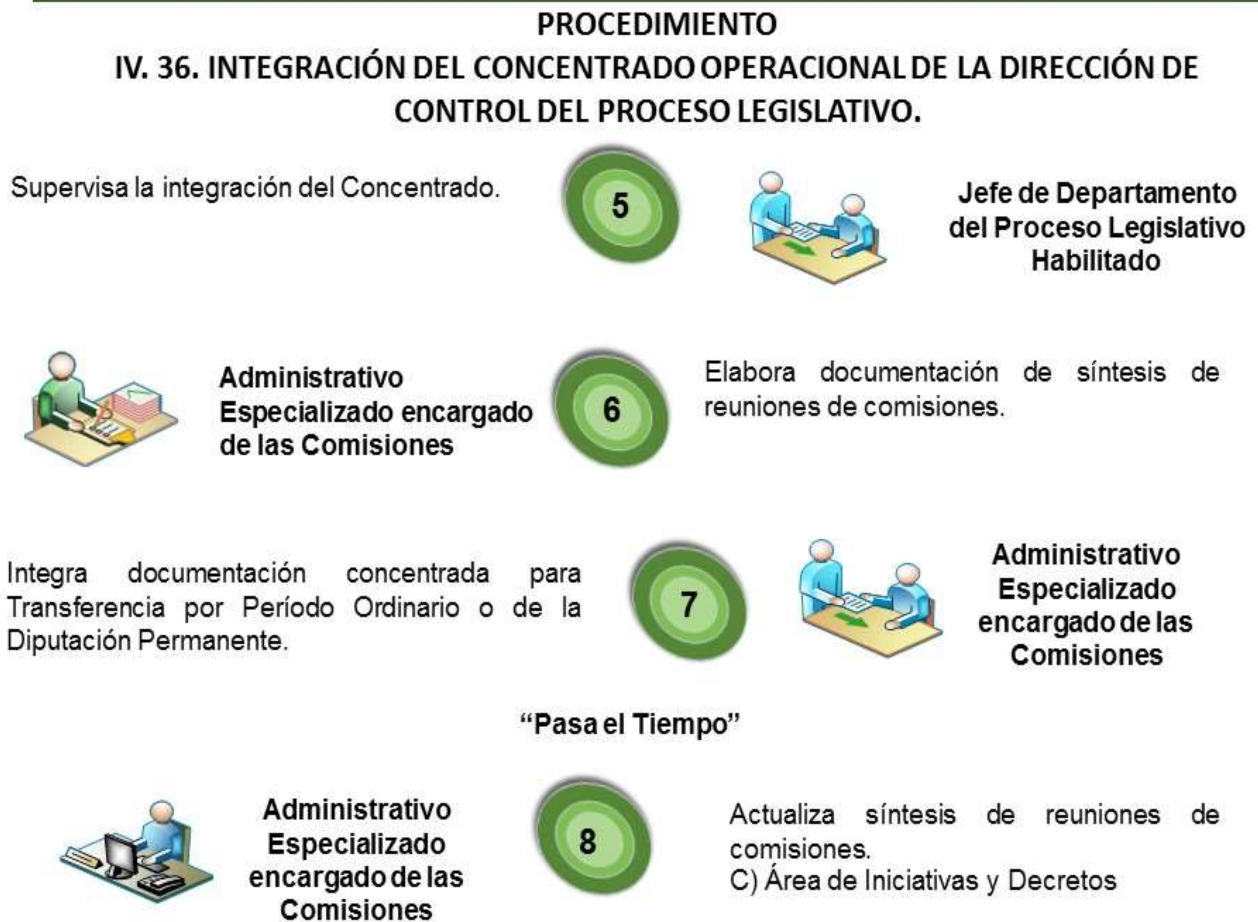 PROCEDIMIENTO
IV. 36. INTEGRACIÓN DEL CONCENTRADO OPERACIONAL DE LA DIRECCIÓN DE
CONTROL DEL PROCESO LEGISLATIVO.
Supervisa la integración del Concentrado.
5
Jefe de Departamento
del Proceso Legislativo
Habilitado
Administrativo
Especializado encargado
de las Comisiones
6
Elabora documentación de síntesis de
reuniones de comisiones.
Integra documentación concentrada para
Transferencia por Período Ordinario o de la
Diputación Permanente.
7
Administrativo
Especializado
encargado de las
Comisiones
“Pasa el Tiempo”
Administrativo
Especializado
encargado de las
Comisiones
8
Actualiza síntesis de reuniones de
comisiones.
C) Área de Iniciativas y Decretos